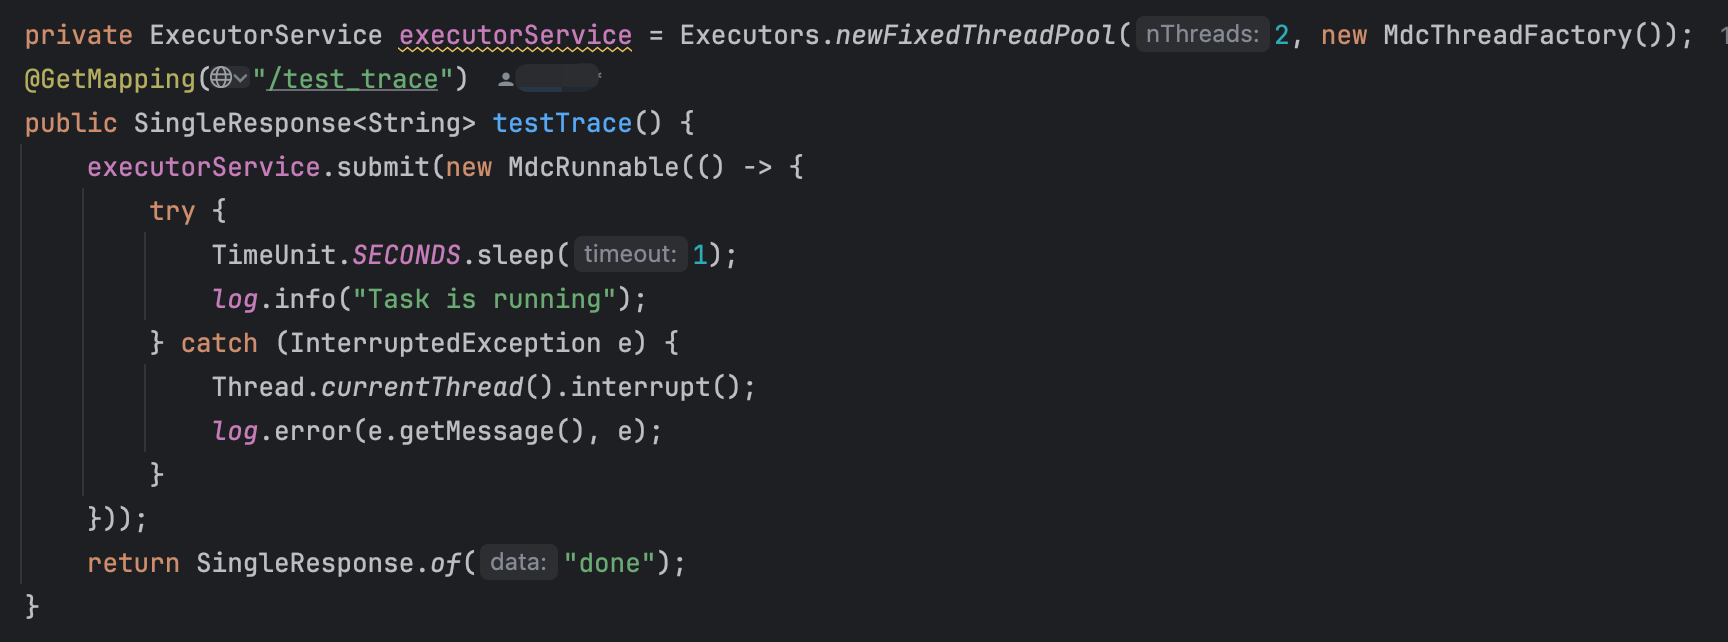 private ExecutorService executorService = Executors.newFixedThreadPool( nThreads: 2, new MdcThreadFactory());
@GetMapping("/test_trace")
public SingleResponse<String> testTrace() {
    executorService.submit(new MdcRunnable(() -> {
        try {
            TimeUnit.SECONDS.sleep( timeout: 1);
            log.info("Task is running");
        } catch (InterruptedException e) {
            Thread.currentThread().interrupt();
            log.error(e.getMessage(), e);
        }
    }));
    return SingleResponse.of( data: "done");
}